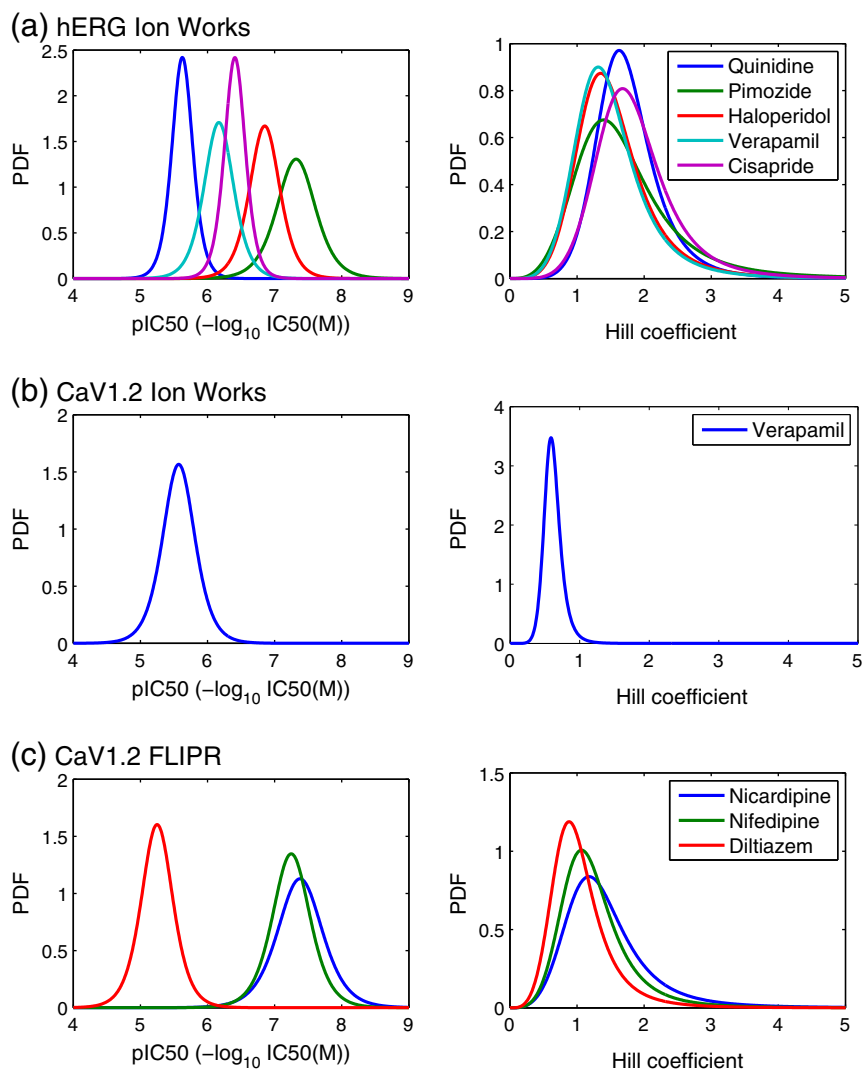 (a) hERG Ion Works
PDF
2.5
2
1.5
1
0.5
0
4 5 6 7 8 9
pIC50 (−log10 IC50(M))
PDF
1
0.8
0.6
0.4
0.2
0
0 1 2 3 4 5
Hill coefficient
Quinidine
Pimozide
Haloperidol
Verapamil
Cisapride
(b) CaV1.2 Ion Works
PDF
2
1.5
1
0.5
0
4 5 6 7 8 9
pIC50 (−log10 IC50(M))
PDF
4
3
2
1
0
0 1 2 3 4 5
Hill coefficient
Verapamil
(c) CaV1.2 FLIPR
PDF
2
1.5
1
0.5
0
4 5 6 7 8 9
pIC50 (−log10 IC50(M))
PDF
1.5
1
0.5
0
0 1 2 3 4 5
Hill coefficient
Nicardipine
Nifedipine
Diltiazem